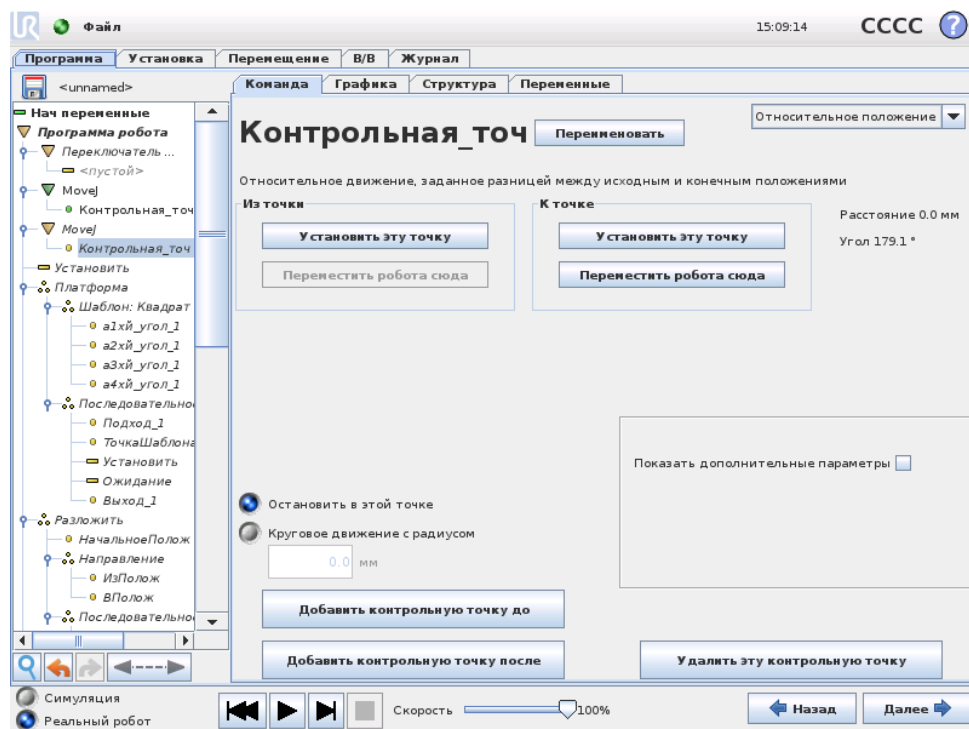 UR Файл 15:09:14 CCCC ?
Программа Установка Перемещение В/В Журнал
<unnamed>
Команда Графика Структура Переменные
Нач переменные
Программа робота
Переключатель ...
<пустой>
MoveJ
Контрольная_точ
MoveJ
Контрольная_точ
Установить
Платформа
Шаблон: Квадрат
a1хй_угол_1
a2хй_угол_1
a3хй_угол_1
a4хй_угол_1
Последовательно
Подход_1
ТочкаШаблона
Установить
Ожидание
Выход_1
Разложить
НачальноеПолож
Направление
ИзПолож
ВПолож
Последовательно
Контрольная_точ
Переименовать
Относительное положение
Относительное движение, заданное разницей между исходным и конечным положениями
Из точки
Установить эту точку
Переместить робота сюда
К точке
Установить эту точку
Переместить робота сюда
Расстояние 0.0 мм
Угол 179.1 °
Показать дополнительные параметры
Остановить в этой точке
Круговое движение с радиусом
0.0 мм
Добавить контрольную точку до
Добавить контрольную точку после
Удалить эту контрольную точку
Симуляция
Реальный робот
Скорость 100%
Назад
Далее